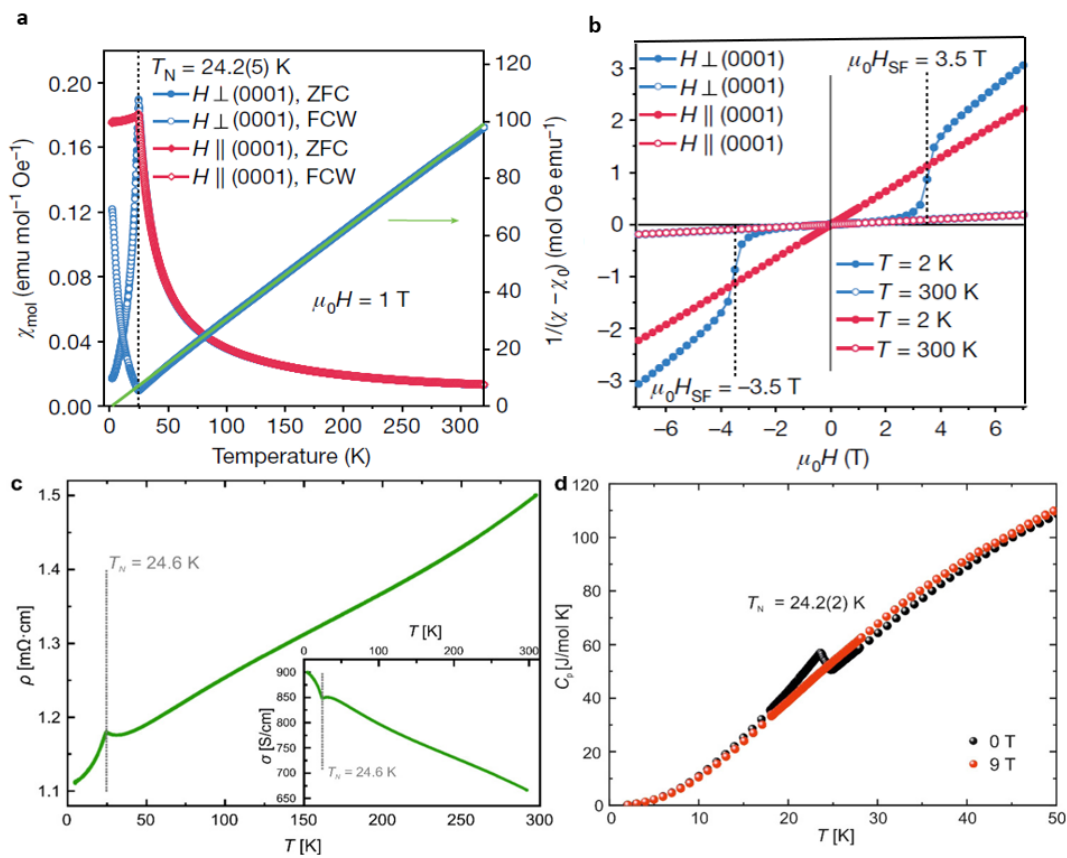 a
T_N = 24.2(5) K
H ⊥ (0001), ZFC
H ⊥ (0001), FCW
H || (0001), ZFC
H || (0001), FCW
μ₀H = 1 T
χ_mol (emu mol⁻¹ Oe⁻¹)
0.20
0.16
0.12
0.08
0.04
0.00
0 50 100 150 200 250 300
Temperature (K)
120
100
80
60
40
20
0
1/(χ – χ₀) (mol Oe emu⁻¹)
b
H ⊥ (0001)
H ⊥ (0001)
H || (0001)
H || (0001)
μ₀H_SF = 3.5 T
T = 2 K
T = 300 K
T = 2 K
T = 300 K
μ₀H_SF = –3.5 T
3
2
1
0
–1
–2
–3
–6 –4 –2 0 2 4 6
μ₀H (T)
c
T_N = 24.6 K
ρ [mΩ·cm]
1.5
1.4
1.3
1.2
1.1
0 50 100 150 200 250 300
T [K]
T [K]
0 100 200 300
900
850
800
750
700
650
σ [S/cm]
T_N = 24.6 K
d
T_N = 24.2(2) K
C_p [J/mol K]
120
100
80
60
40
20
0
0 T
9 T
0 10 20 30 40 50
T [K]